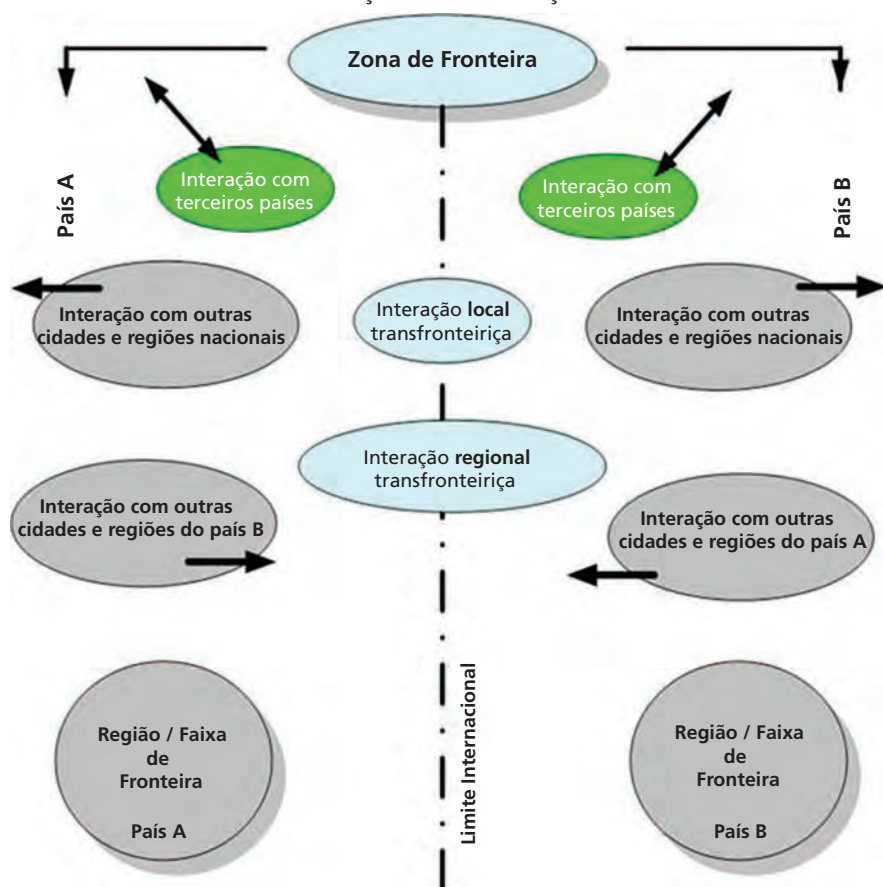 Zona de Fronteira
País A
País B
Interação com
terceiros países
Interação com
terceiros países
Interação com outras
cidades e regiões nacionais
Interação local
transfronteiriça
Interação com outras
cidades e regiões nacionais
Interação regional
transfronteiriça
Interação com outras
cidades e regiões do país B
Interação com outras
cidades e regiões do país A
Limite Internacional
Região / Faixa
de
Fronteira
País A
Região / Faixa
de
Fronteira
País B